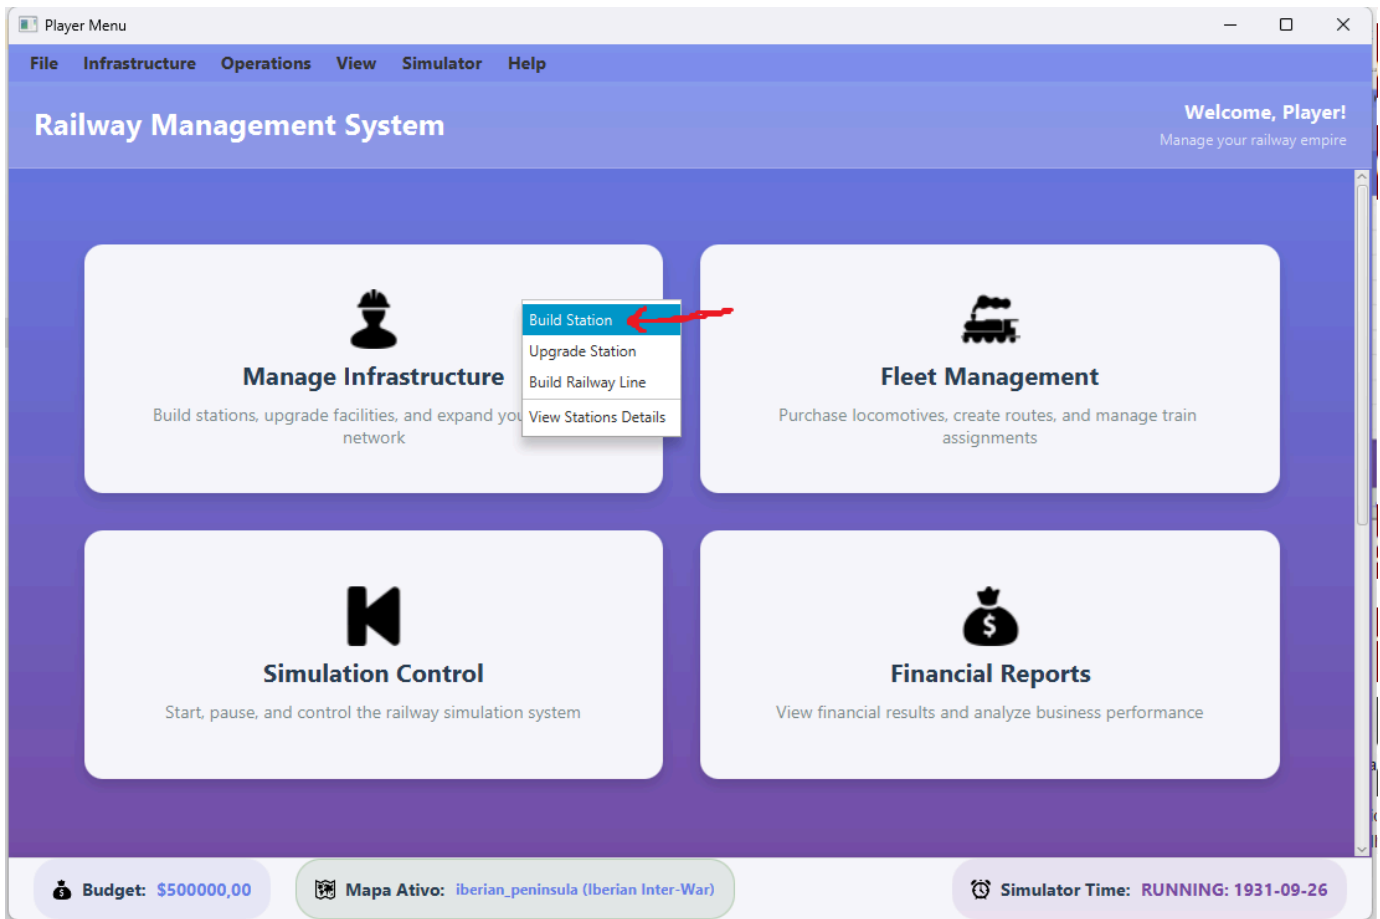 Player Menu
File Infrastructure Operations View Simulator Help
Railway Management System
Welcome, Player!
Manage your railway empire
Manage Infrastructure
Build stations, upgrade facilities, and expand
network
Build Station
Upgrade Station
Build Railway Line
View Stations Details
Fleet Management
Purchase locomotives, create routes, and manage train
assignments
Simulation Control
Start, pause, and control the railway simulation system
$
Financial Reports
View financial results and analyze business performance
Budget: $500000,00
Mapa Ativo: iberian_peninsula (Iberian Inter-War)
Simulator Time: RUNNING: 1931-09-26